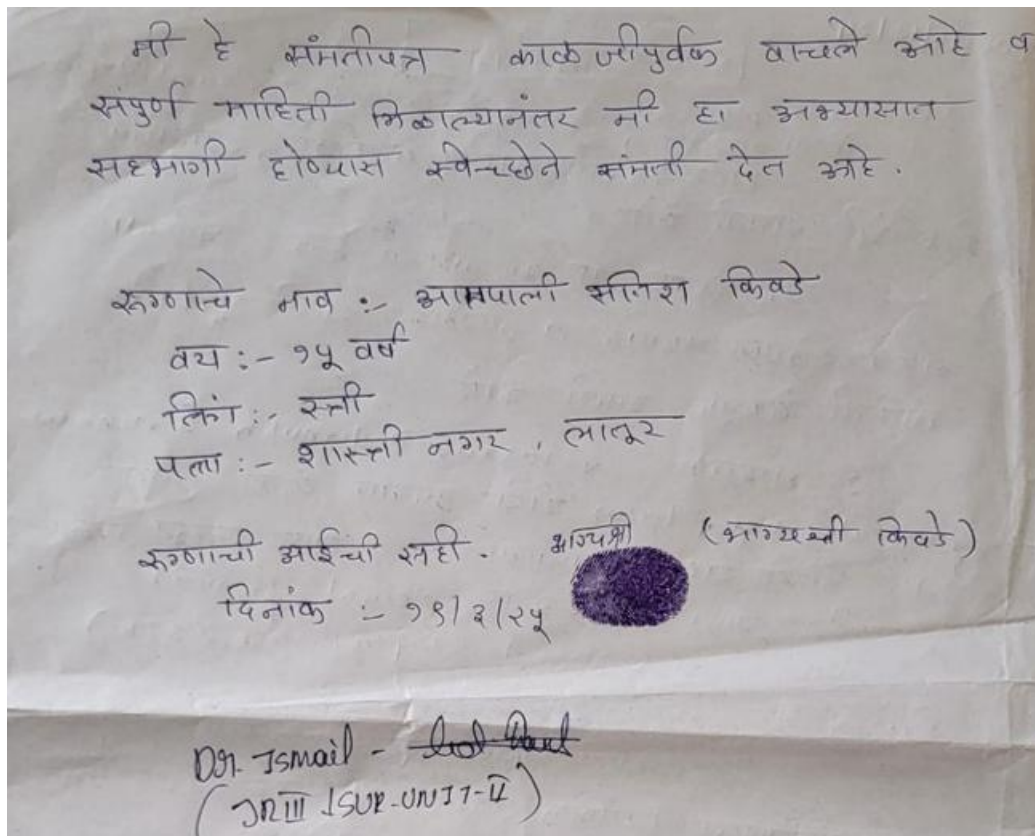 मी हे संमतीपत्र काळजीपुर्वक वाचले आहे व
संपुर्ण माहिती मिळाल्यानंतर मी हा अभ्यासात
सहभागी होण्यास स्वेच्छेने संमती देत आहे.
रुग्णाचे नाव :- आम्रपाली सतिश किवडे
वय :- १५ वर्ष
लिंग :- स्त्री
पत्ता :- शास्त्री नगर, लातूर
रुग्णाची आईची सही - भाग्यश्री (भाग्यश्री किवडे)
दिनांक :- १९/३/२५
Dr. Ismail -
(JR III SUR-UNIT-II)